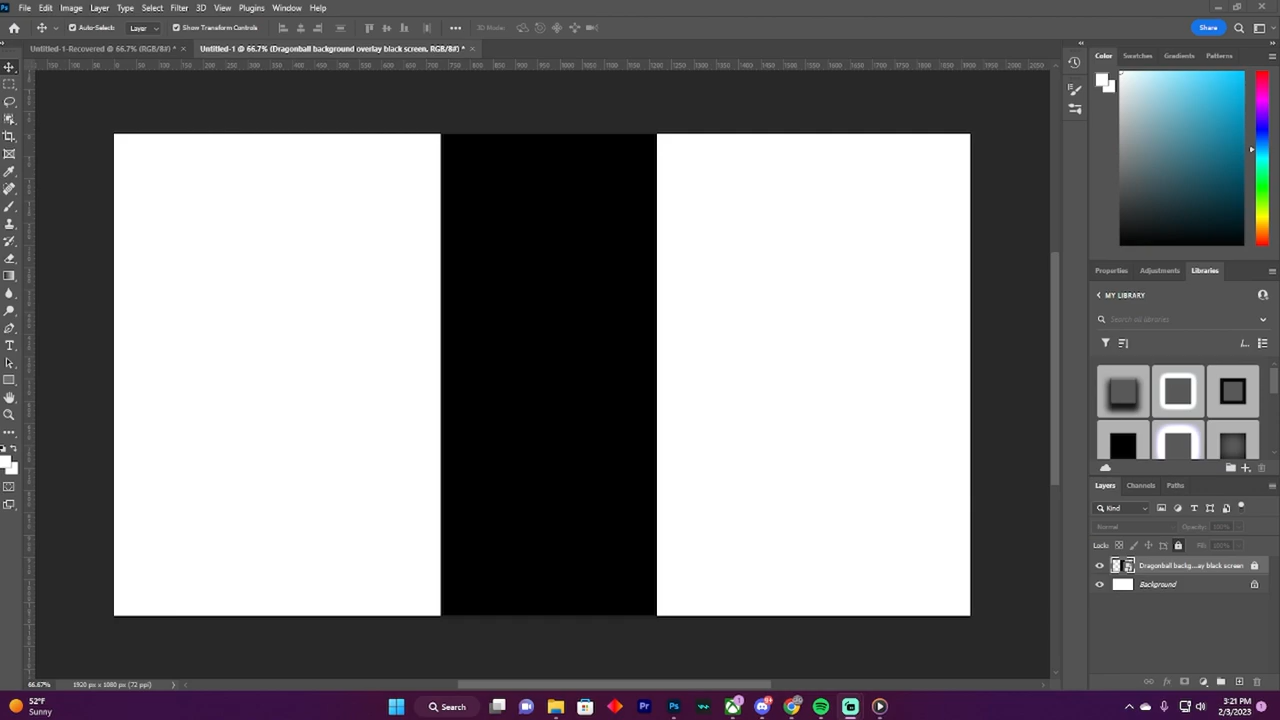 File Edit Image Layer Type Select Filter 3D View Plugins Window Help
Auto-Select: Layer Show Transform Controls 3D Mode: Share
Untitled-1-Recovered @ 66.7% (RGB/8#) * × Untitled-1 @ 66.7% (Dragonball background overlay black screen, RGB/8#) * ×
Color Swatches Gradients Patterns
Properties Adjustments Libraries
MY LIBRARY
Search all libraries
Layers Channels Paths
Kind
Normal Opacity: 100%
Lock: Fill: 100%
Dragonball backg...ay black screen
Background
66.67% 1920 px x 1080 px (72 ppi)
52°F
Sunny
Search
3:21 PM
2/3/2023